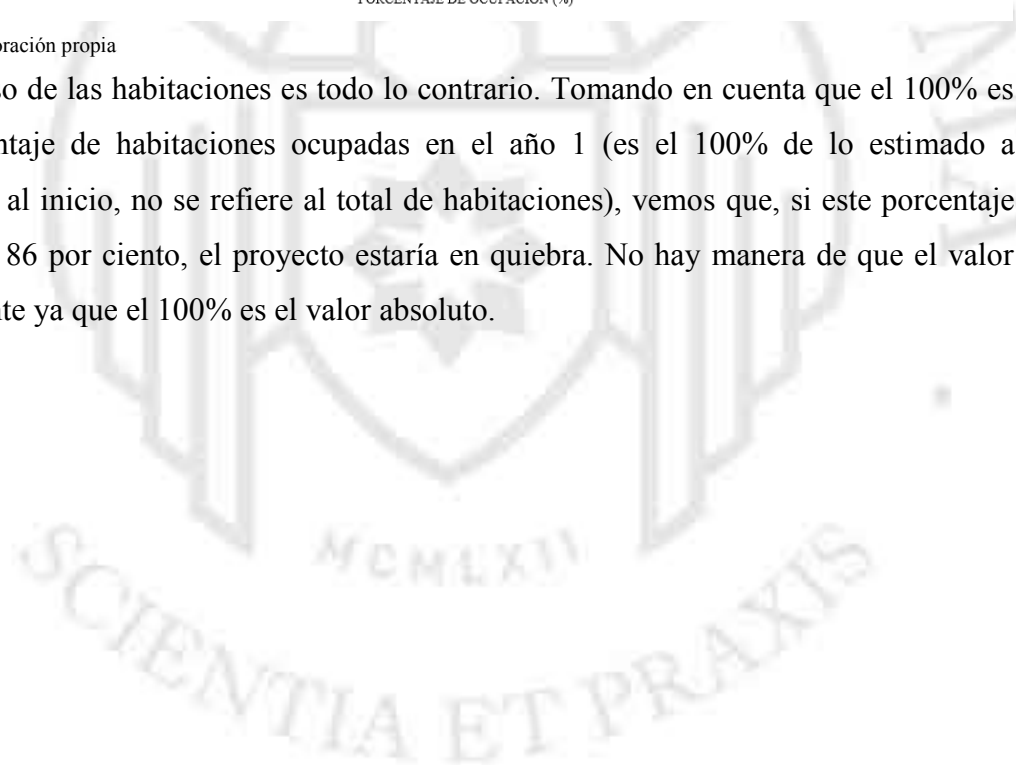 PORCENTAJE DE OCUPACIÓN (%)
oración propia
o de las habitaciones es todo lo contrario. Tomando en cuenta que el 100% es
ntaje de habitaciones ocupadas en el año 1 (es el 100% de lo estimado a
al inicio, no se refiere al total de habitaciones), vemos que, si este porcentaje
86 por ciento, el proyecto estaría en quiebra. No hay manera de que el valor
te ya que el 100% es el valor absoluto.
MCMLXII
SCIENTIA ET PRAXIS